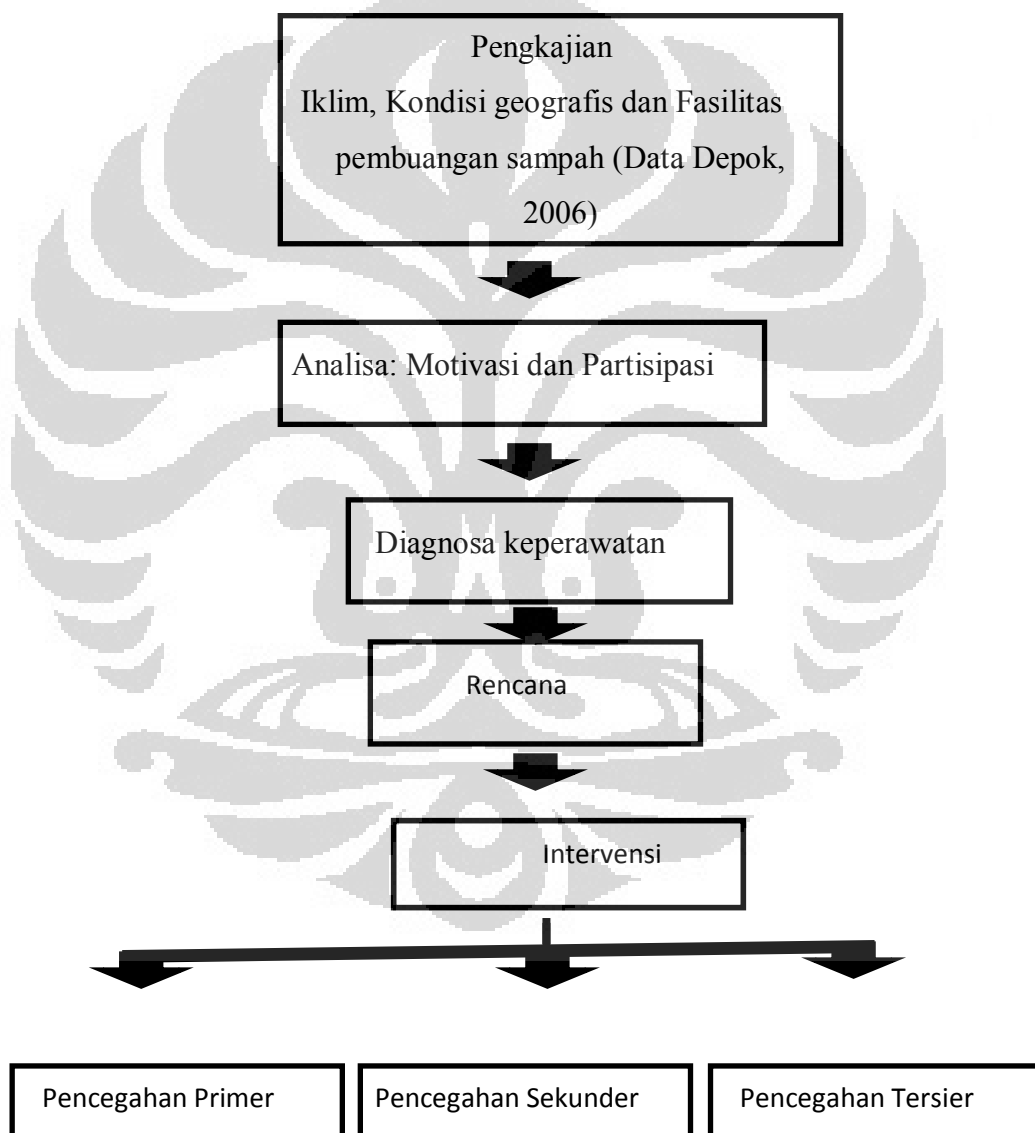 Pengkajian
Iklim, Kondisi geografis dan Fasilitas
pembuangan sampah (Data Depok,
2006)
Analisa: Motivasi dan Partisipasi
Diagnosa keperawatan
Rencana
Intervensi
Pencegahan Primer
Pencegahan Sekunder
Pencegahan Tersier